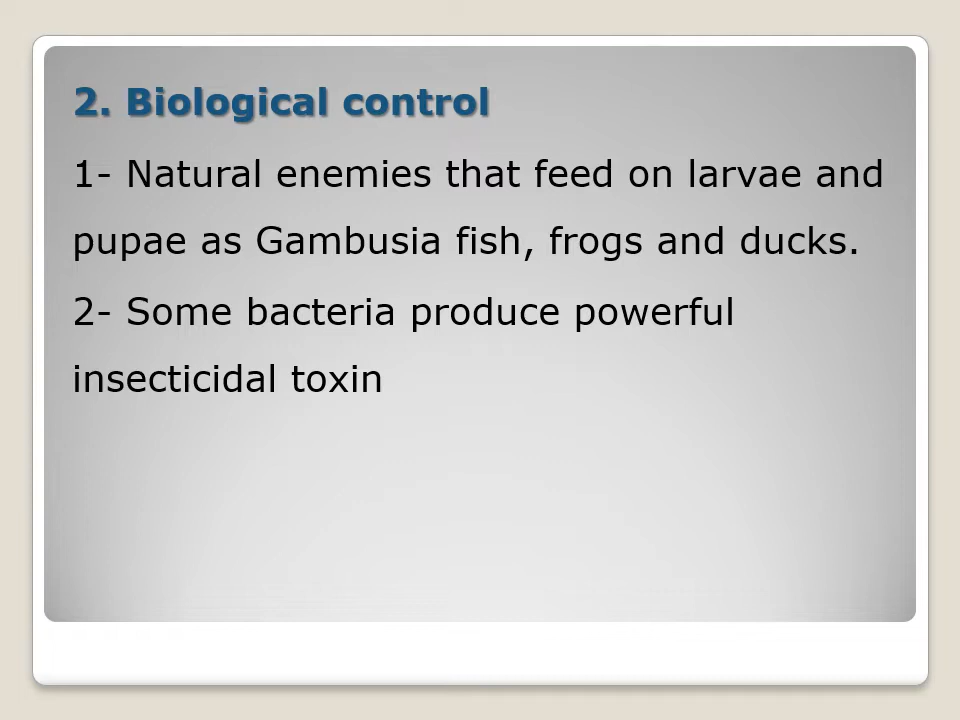 2. Biological control
1- Natural enemies that feed on larvae and
pupae as Gambusia fish, frogs and ducks.
2- Some bacteria produce powerful
insecticidal toxin